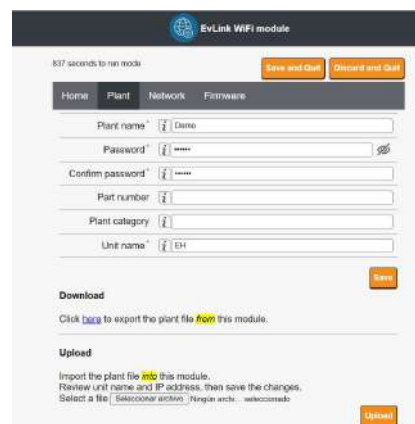 EvLink WiFi module
837 seconds to run mode
Save and Quit Discard and Quit
Home Plant Network Firmware
Plant name* i Demo
Password* i ••••••
Confirm password* i ••••••
Part number i
Plant category i
Unit name* i EH
Save
Download
Click here to export the plant file from this module.
Upload
Import the plant file into this module.
Review unit name and IP address, then save the changes.
Select a file Seleccionar archivo Ningún archi... seleccionado
Upload